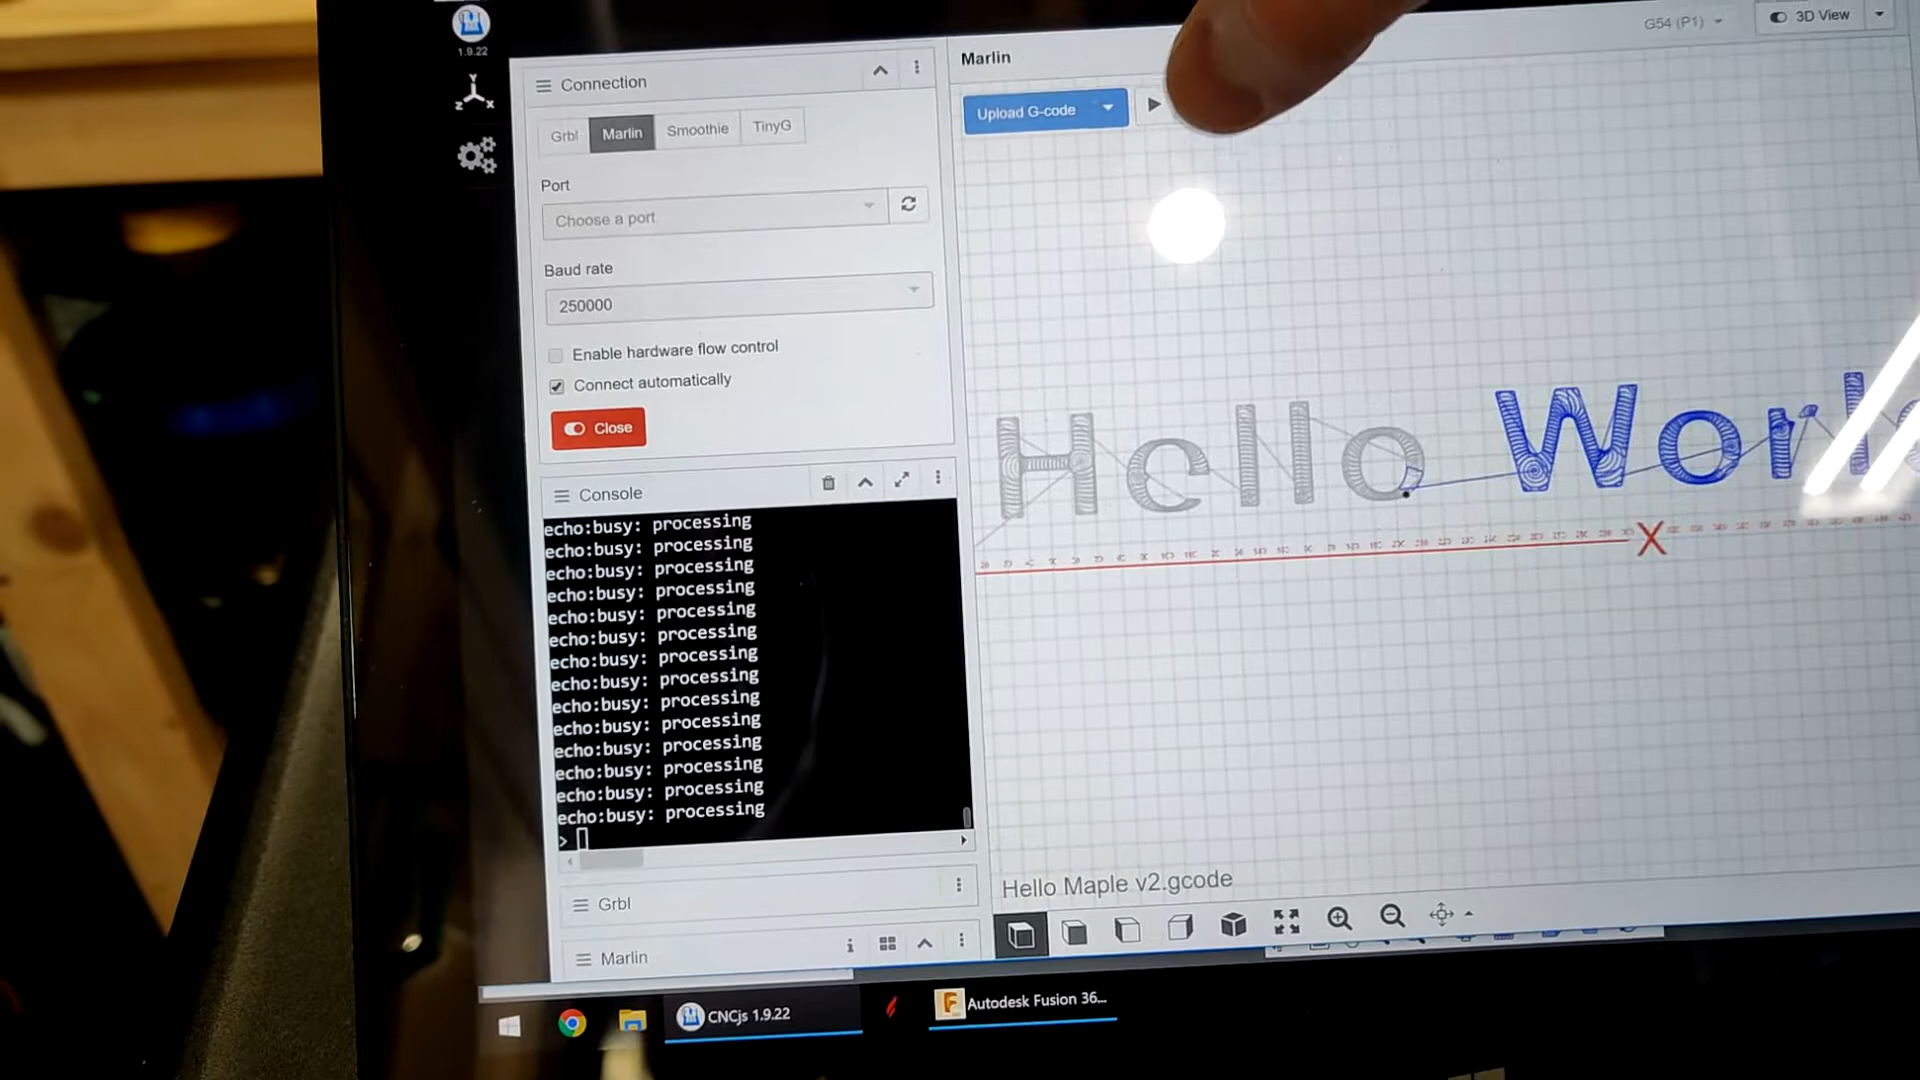 1.9.22
Connection
Grbl Marlin Smoothie TinyG
Port
Choose a port
Baud rate
250000
Enable hardware flow control
Connect automatically
Close
Console
echo:busy: processing
echo:busy: processing
echo:busy: processing
echo:busy: processing
echo:busy: processing
echo:busy: processing
echo:busy: processing
echo:busy: processing
echo:busy: processing
echo:busy: processing
echo:busy: processing
echo:busy: processing
echo:busy: processing
echo:busy: processing
>
Grbl
Marlin
Marlin
G54 (P1)
3D View
Upload G-code
Hello Worl
X
Hello Maple v2.gcode
CNCjs 1.9.22
Autodesk Fusion 36...